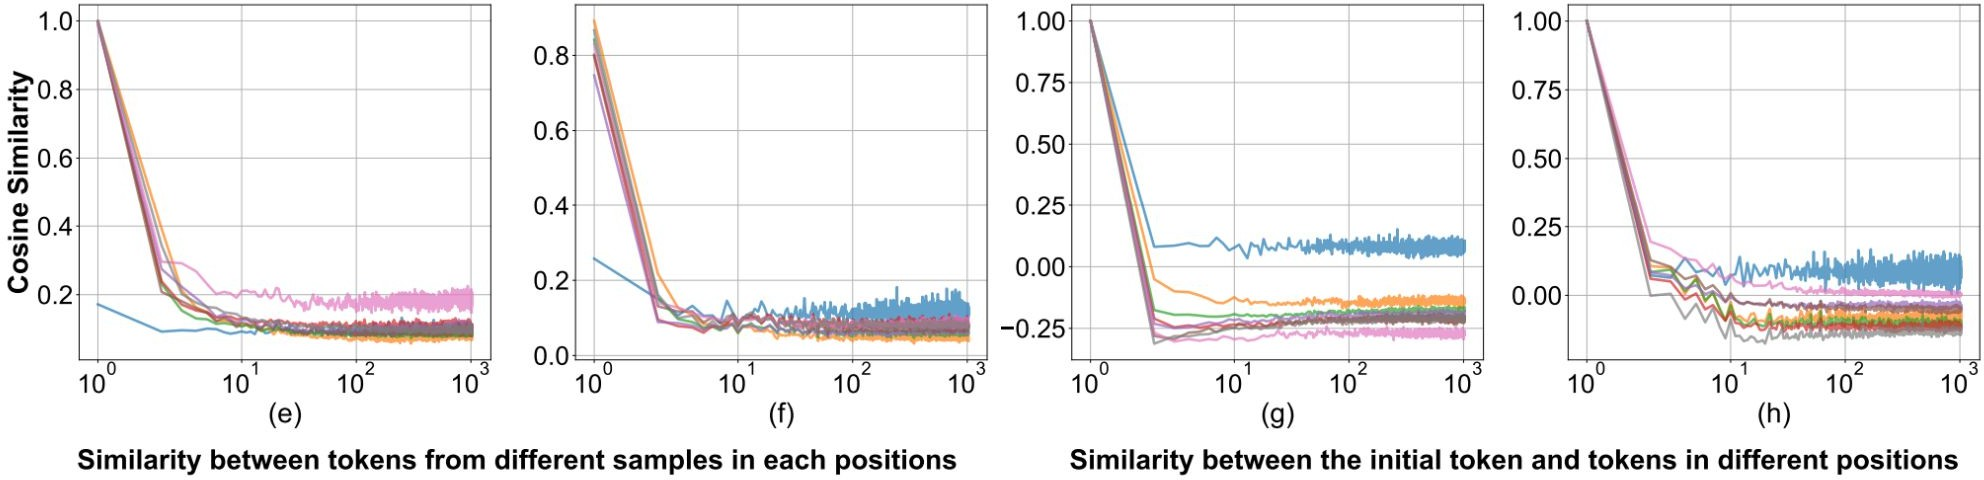 Cosine Similarity
1.0
0.8
0.6
0.4
0.2
10^0 10^1 10^2 10^3
(e)
0.8
0.6
0.4
0.2
0.0
10^0 10^1 10^2 10^3
(f)
1.00
0.75
0.50
0.25
0.00
−0.25
10^0 10^1 10^2 10^3
(g)
1.00
0.75
0.50
0.25
0.00
10^0 10^1 10^2 10^3
(h)
Similarity between tokens from different samples in each positions
Similarity between the initial token and tokens in different positions